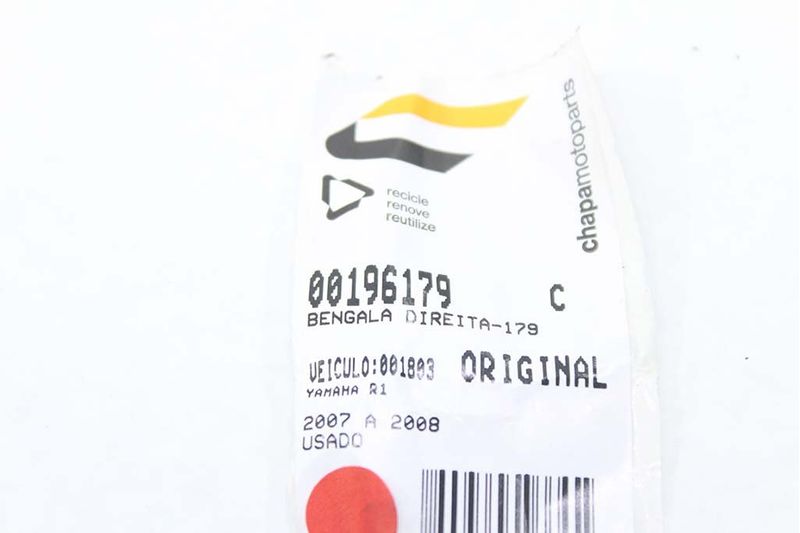 chapamotoparts
recicle
renove
reutilize
00196179 C
BENGALA DIREITA-179
VEICULO:001803 ORIGINAL
YAMAHA R1
2007 A 2008
USADO